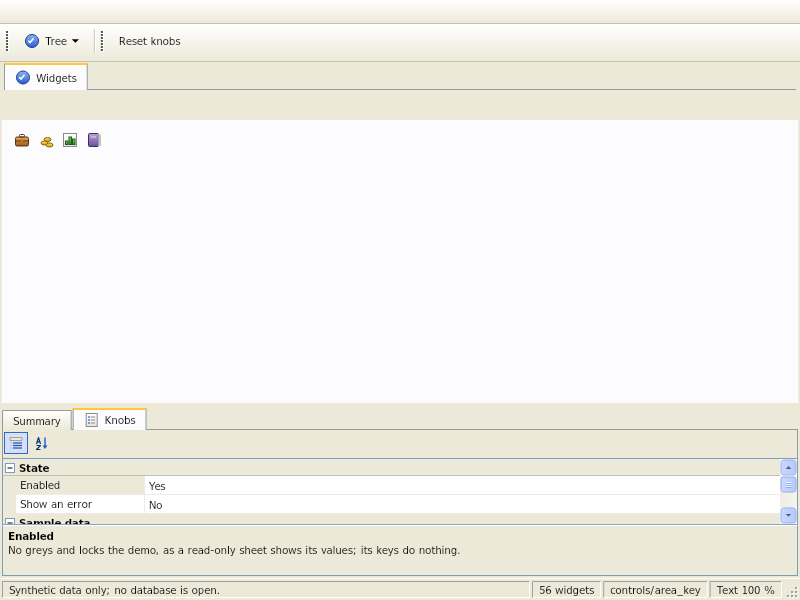 Tree
Reset knobs
Widgets
Summary
Knobs
State
Enabled
Yes
Show an error
No
Sample data
Enabled
No greys and locks the demo, as a read-only sheet shows its values; its keys do nothing.
Synthetic data only; no database is open.
56 widgets
controls/area_key
Text 100 %